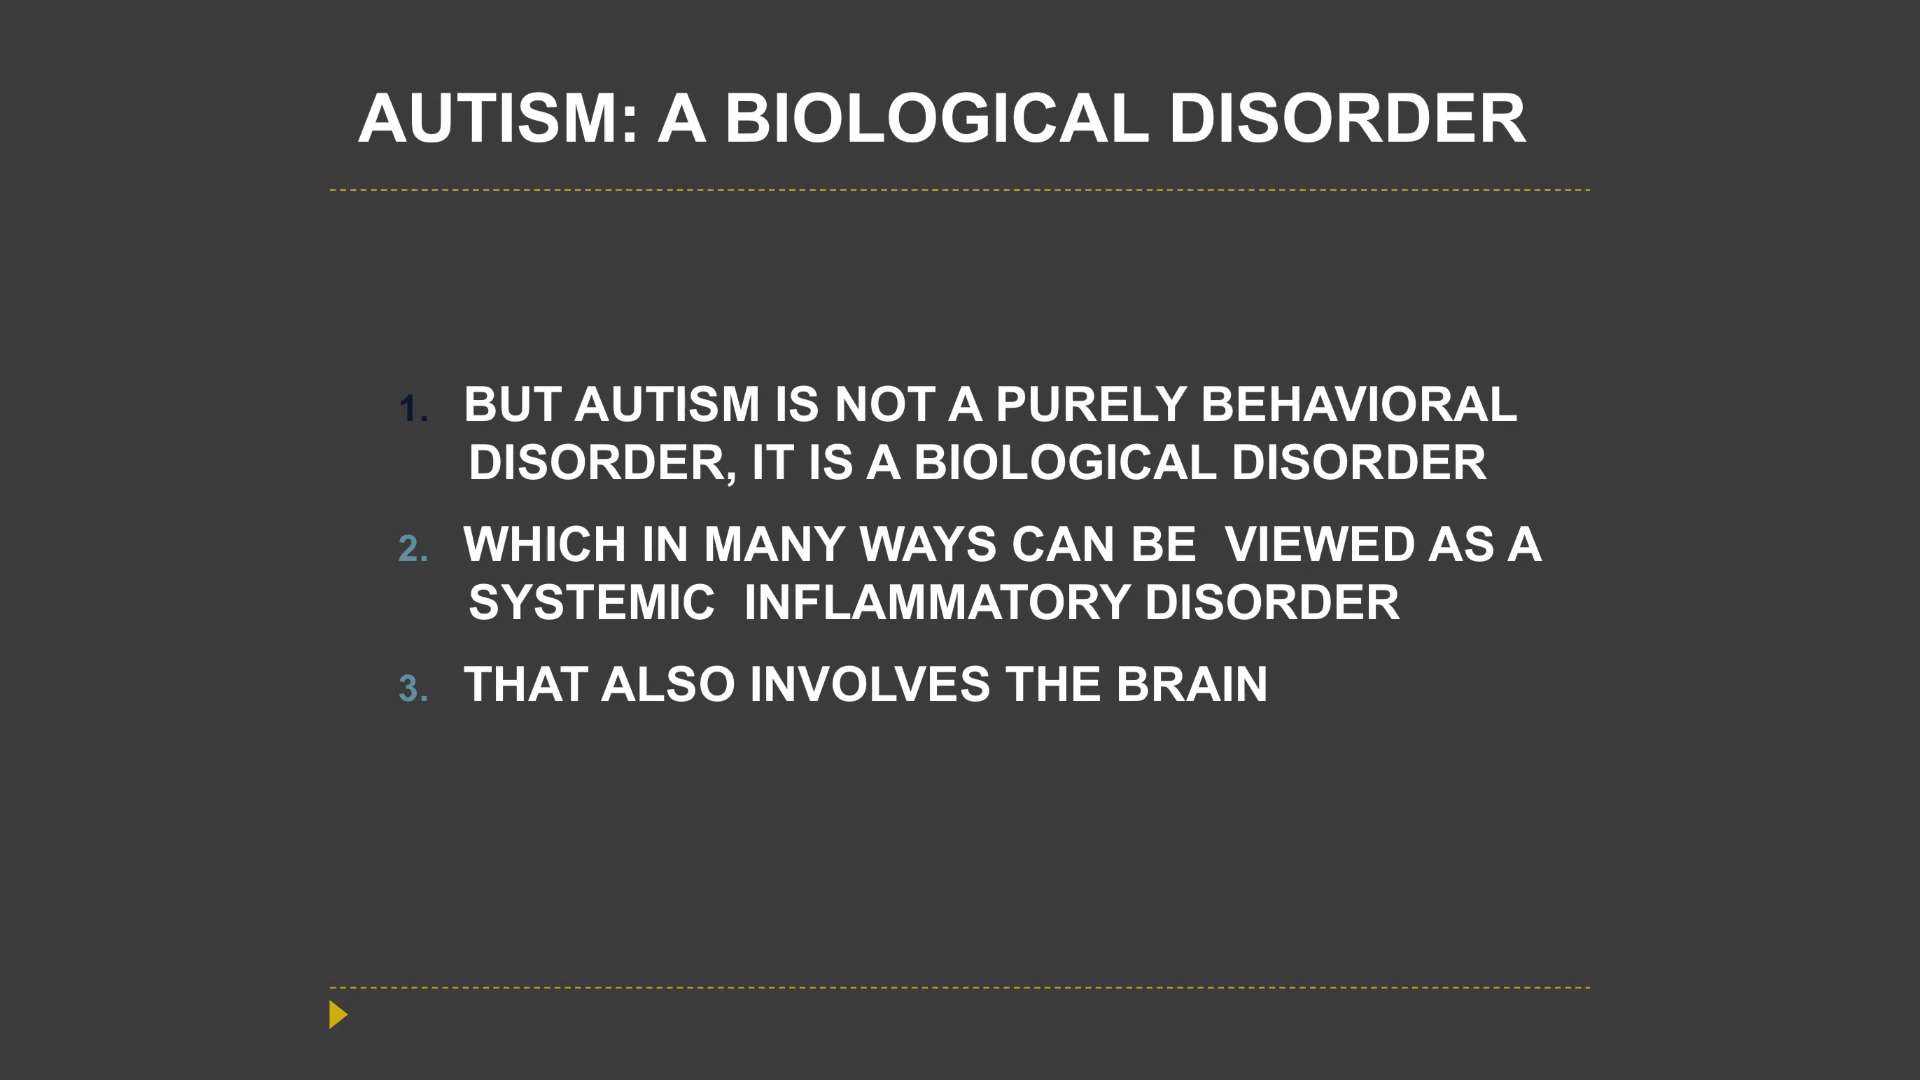 AUTISM: A BIOLOGICAL DISORDER
1. BUT AUTISM IS NOT A PURELY BEHAVIORAL
DISORDER, IT IS A BIOLOGICAL DISORDER
2. WHICH IN MANY WAYS CAN BE  VIEWED AS A
SYSTEMIC  INFLAMMATORY DISORDER
3. THAT ALSO INVOLVES THE BRAIN